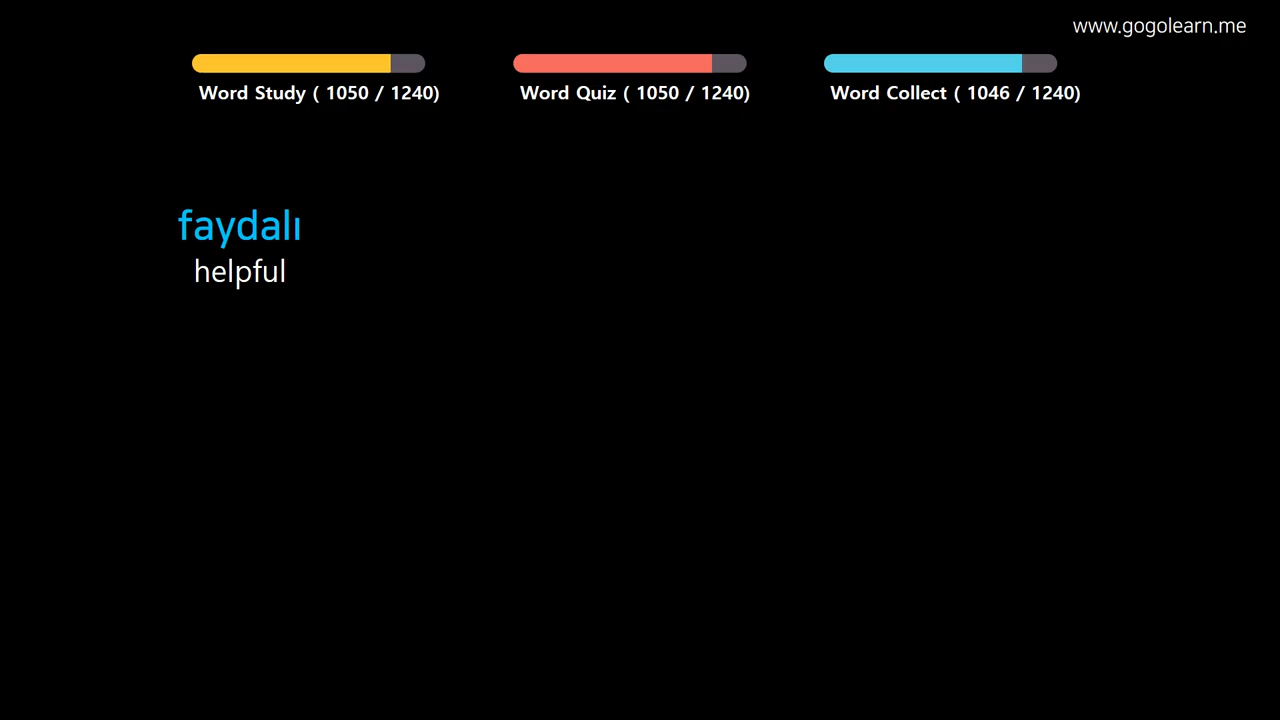 www.gogolearn.me
Word Study ( 1050 / 1240)
Word Quiz ( 1050 / 1240)
Word Collect ( 1046 / 1240)
faydalı
helpful